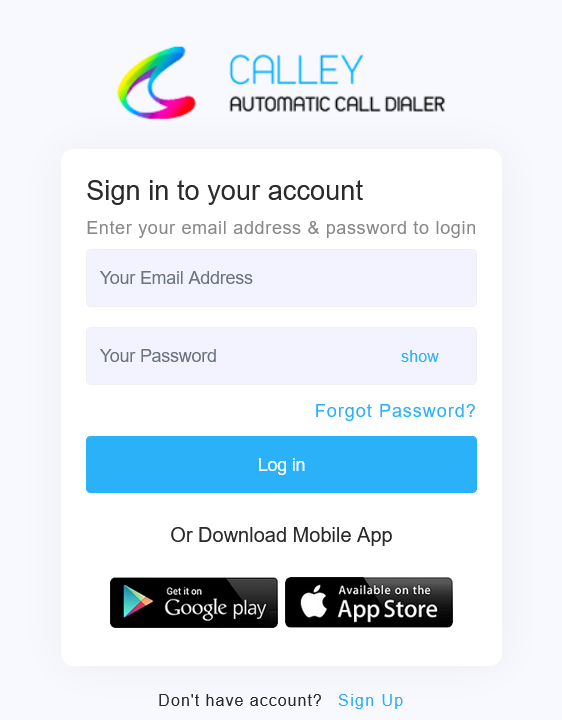 CALLEY
AUTOMATIC CALL DIALER
Sign in to your account
Enter your email address & password to login
Your Email Address
Your Password show
Forgot Password?
Log in
Or Download Mobile App
Get it on
Google play
Available on the
App Store
Don't have account? Sign Up